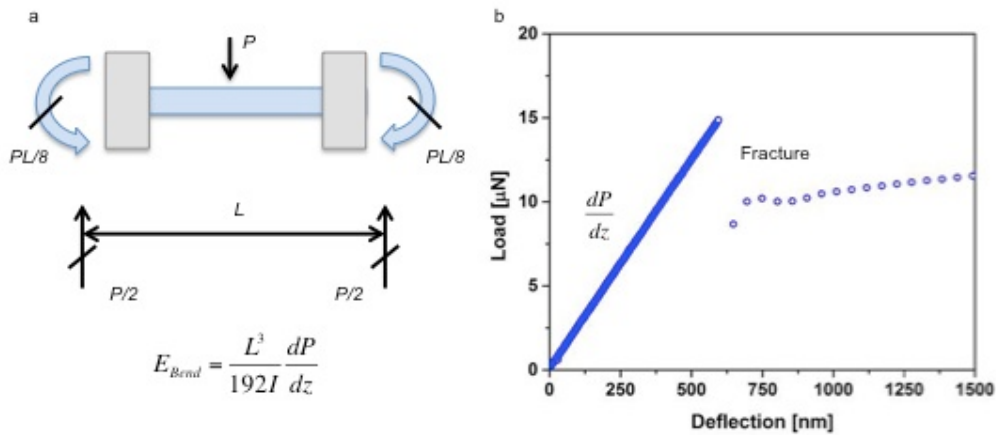 a
P
PL/8
PL/8
L
P/2
P/2
E_Bend = L³/192I dP/dz
b
Load [µN]
20
15
10
5
0
dP/dz
Fracture
0
250
500
750
1000
1250
1500
Deflection [nm]